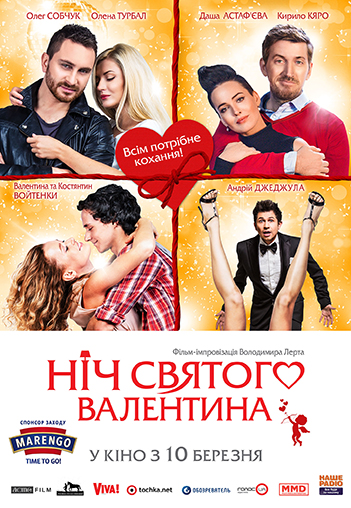 Олег СОБЧУК Олена ТУРБАЛ
Даша АСТАФ'ЄВА Кирило КЯРО
Всім потрібне
кохання!
Валентина та Костянтин
ВОЙТЕНКИ
Андрій ДЖЕДЖУЛА
Фільм-імпровізація Володимира Лерта
НІЧ СВЯТОГО
ВАЛЕНТИНА
СПОНСОР ЗАХОДУ
MARENGO
TIME TO GO!
У КІНО З 10 БЕРЕЗНЯ
FILM
VIVA!
tochka.net
ОБОЗРЕВАТЕЛЬ
ГОЛОС
MMD
НАШЕ
РАДІО